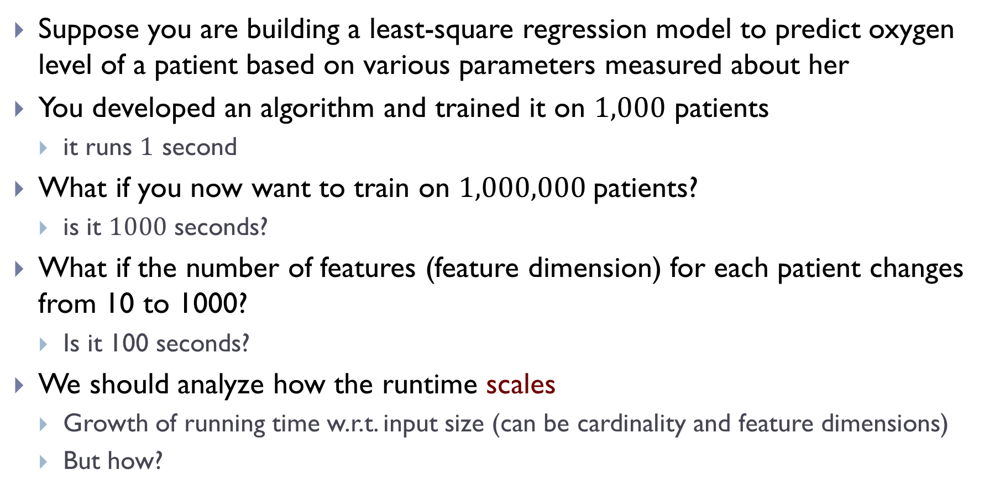 Suppose you are building a least-square regression model to predict oxygen
level of a patient based on various parameters measured about her
You developed an algorithm and trained it on 1,000 patients
it runs 1 second
What if you now want to train on 1,000,000 patients?
is it 1000 seconds?
What if the number of features (feature dimension) for each patient changes
from 10 to 1000?
Is it 100 seconds?
We should analyze how the runtime scales
Growth of running time w.r.t. input size (can be cardinality and feature dimensions)
But how?